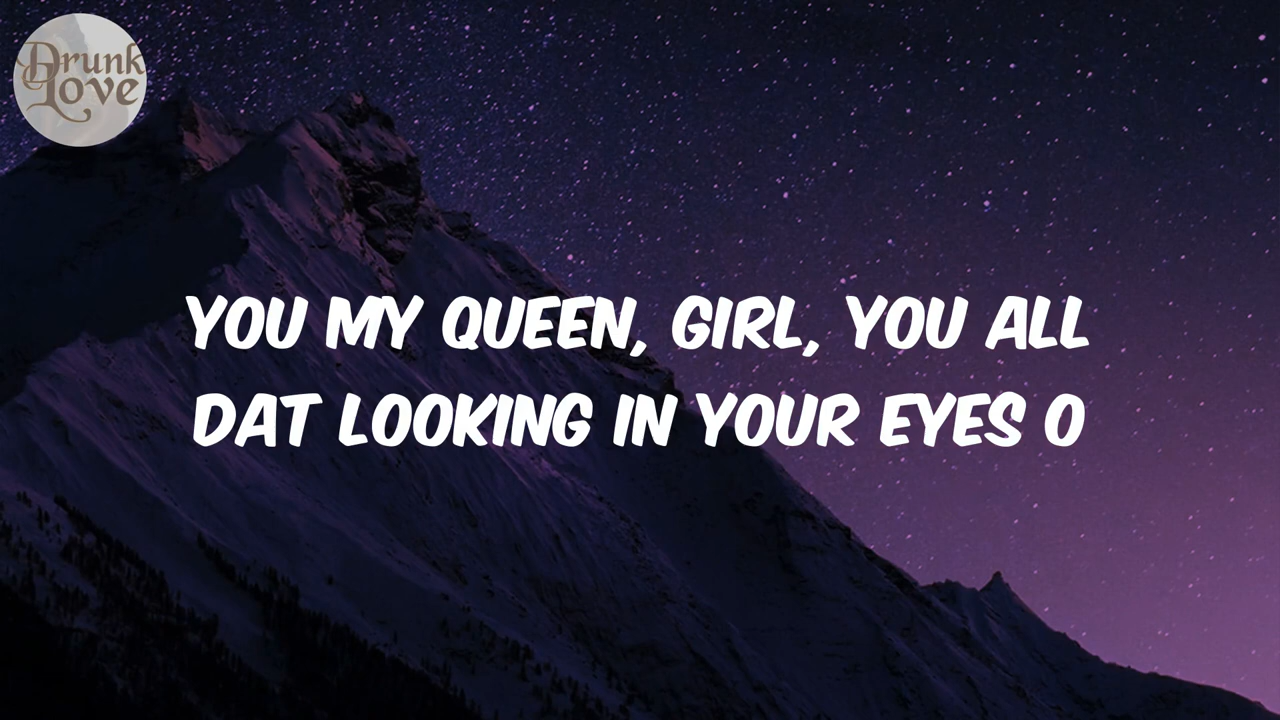 Drunk
Love
YOU MY QUEEN, GIRL, YOU ALL
DAT LOOKING IN YOUR EYES O